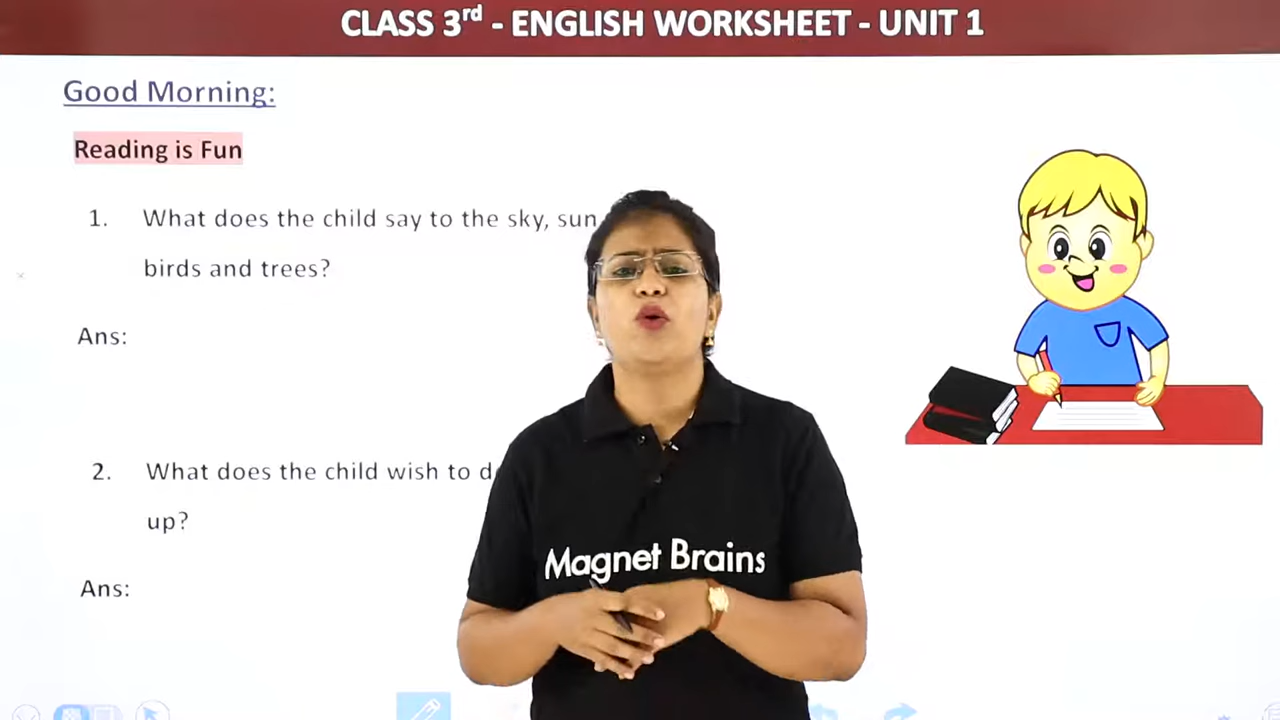 CLASS 3rd - ENGLISH WORKSHEET - UNIT 1
Good Morning:
Reading is Fun
1. What does the child say to the sky, sun
birds and trees?
Ans:
2. What does the child wish to
up?
Ans:
Magnet Brains